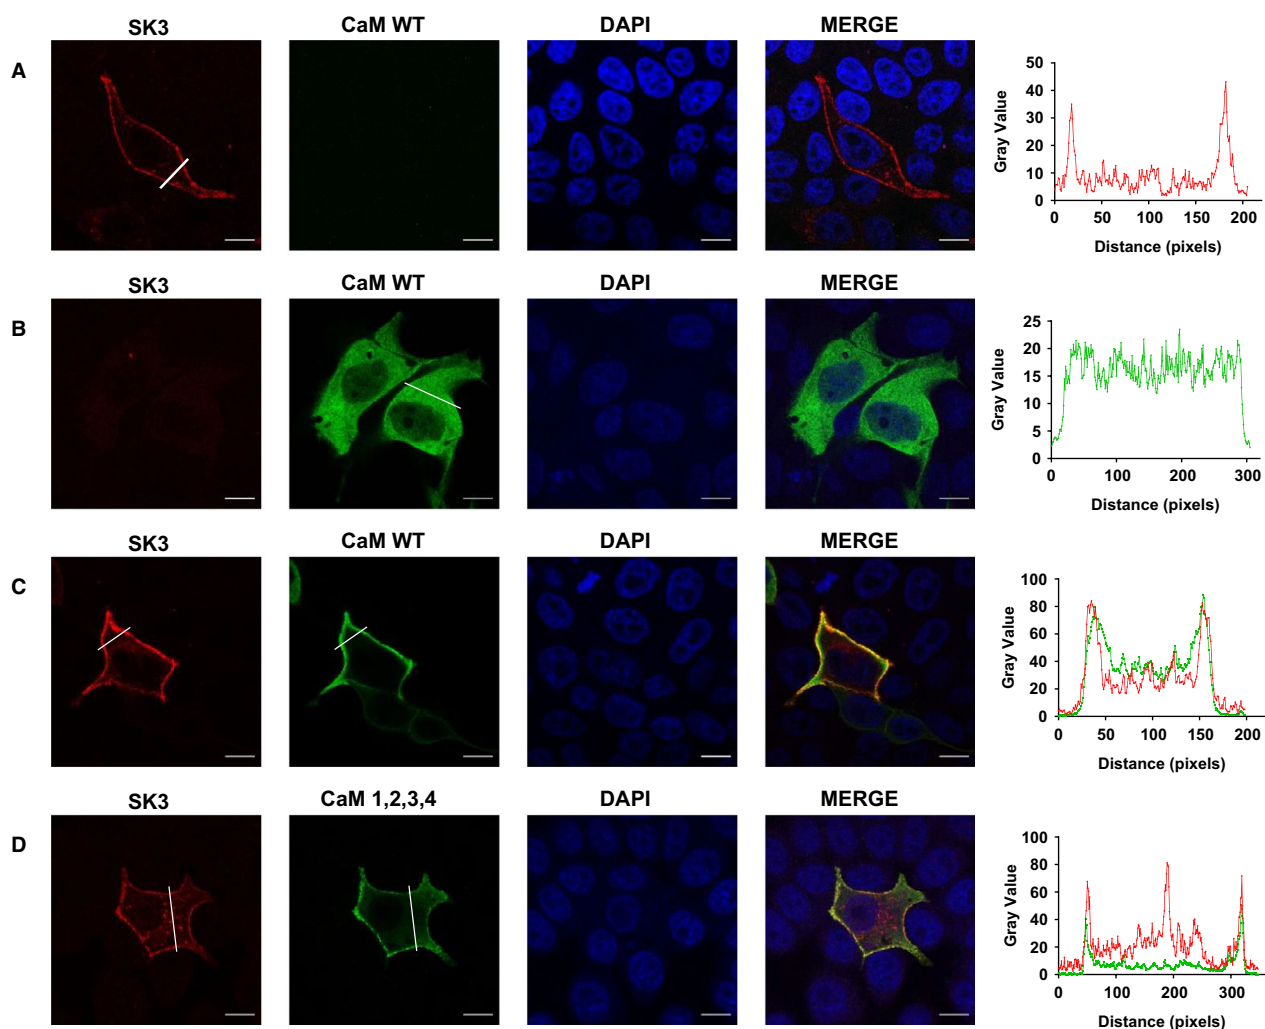 SK3 CaM WT DAPI MERGE
A
50
40
30
20
10
0
Gray Value
0 50 100 150 200
Distance (pixels)
SK3 CaM WT DAPI MERGE
B
25
20
15
10
5
0
Gray Value
0 100 200 300
Distance (pixels)
SK3 CaM WT DAPI MERGE
C
100
80
60
40
20
0
Gray Value
0 50 100 150 200
Distance (pixels)
SK3 CaM 1,2,3,4 DAPI MERGE
D
100
80
60
40
20
0
Gray Value
0 100 200 300
Distance (pixels)